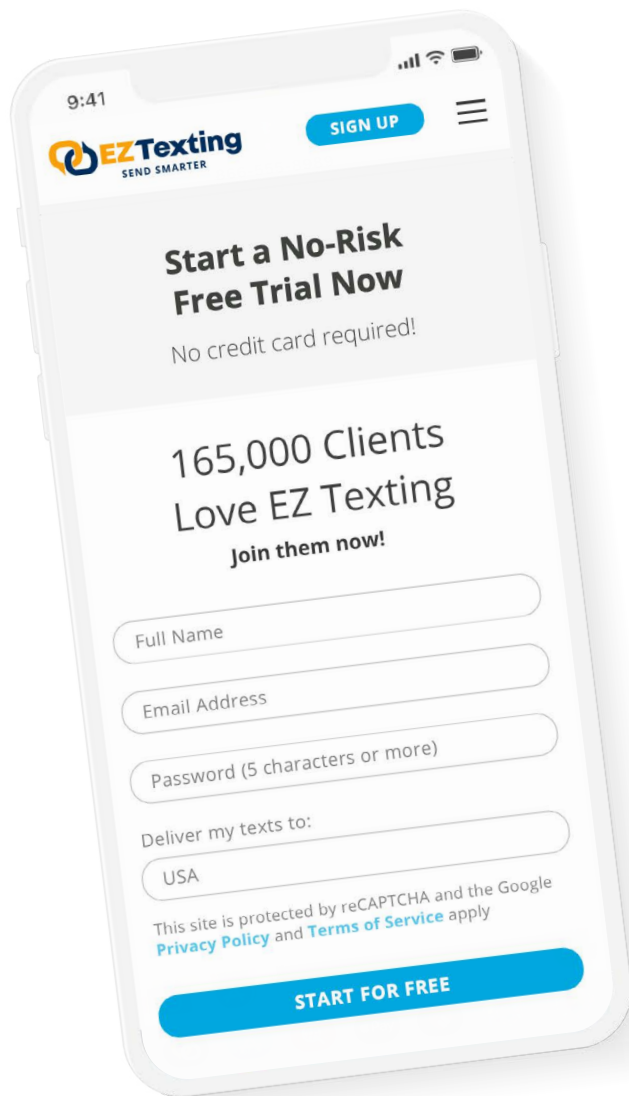 9:41
EZTexting
SEND SMARTER
SIGN UP
Start a No-Risk
Free Trial Now
No credit card required!
165,000 Clients
Love EZ Texting
Join them now!
Full Name
Email Address
Password (5 characters or more)
Deliver my texts to:
USA
This site is protected by reCAPTCHA and the Google
Privacy Policy and Terms of Service apply
START FOR FREE